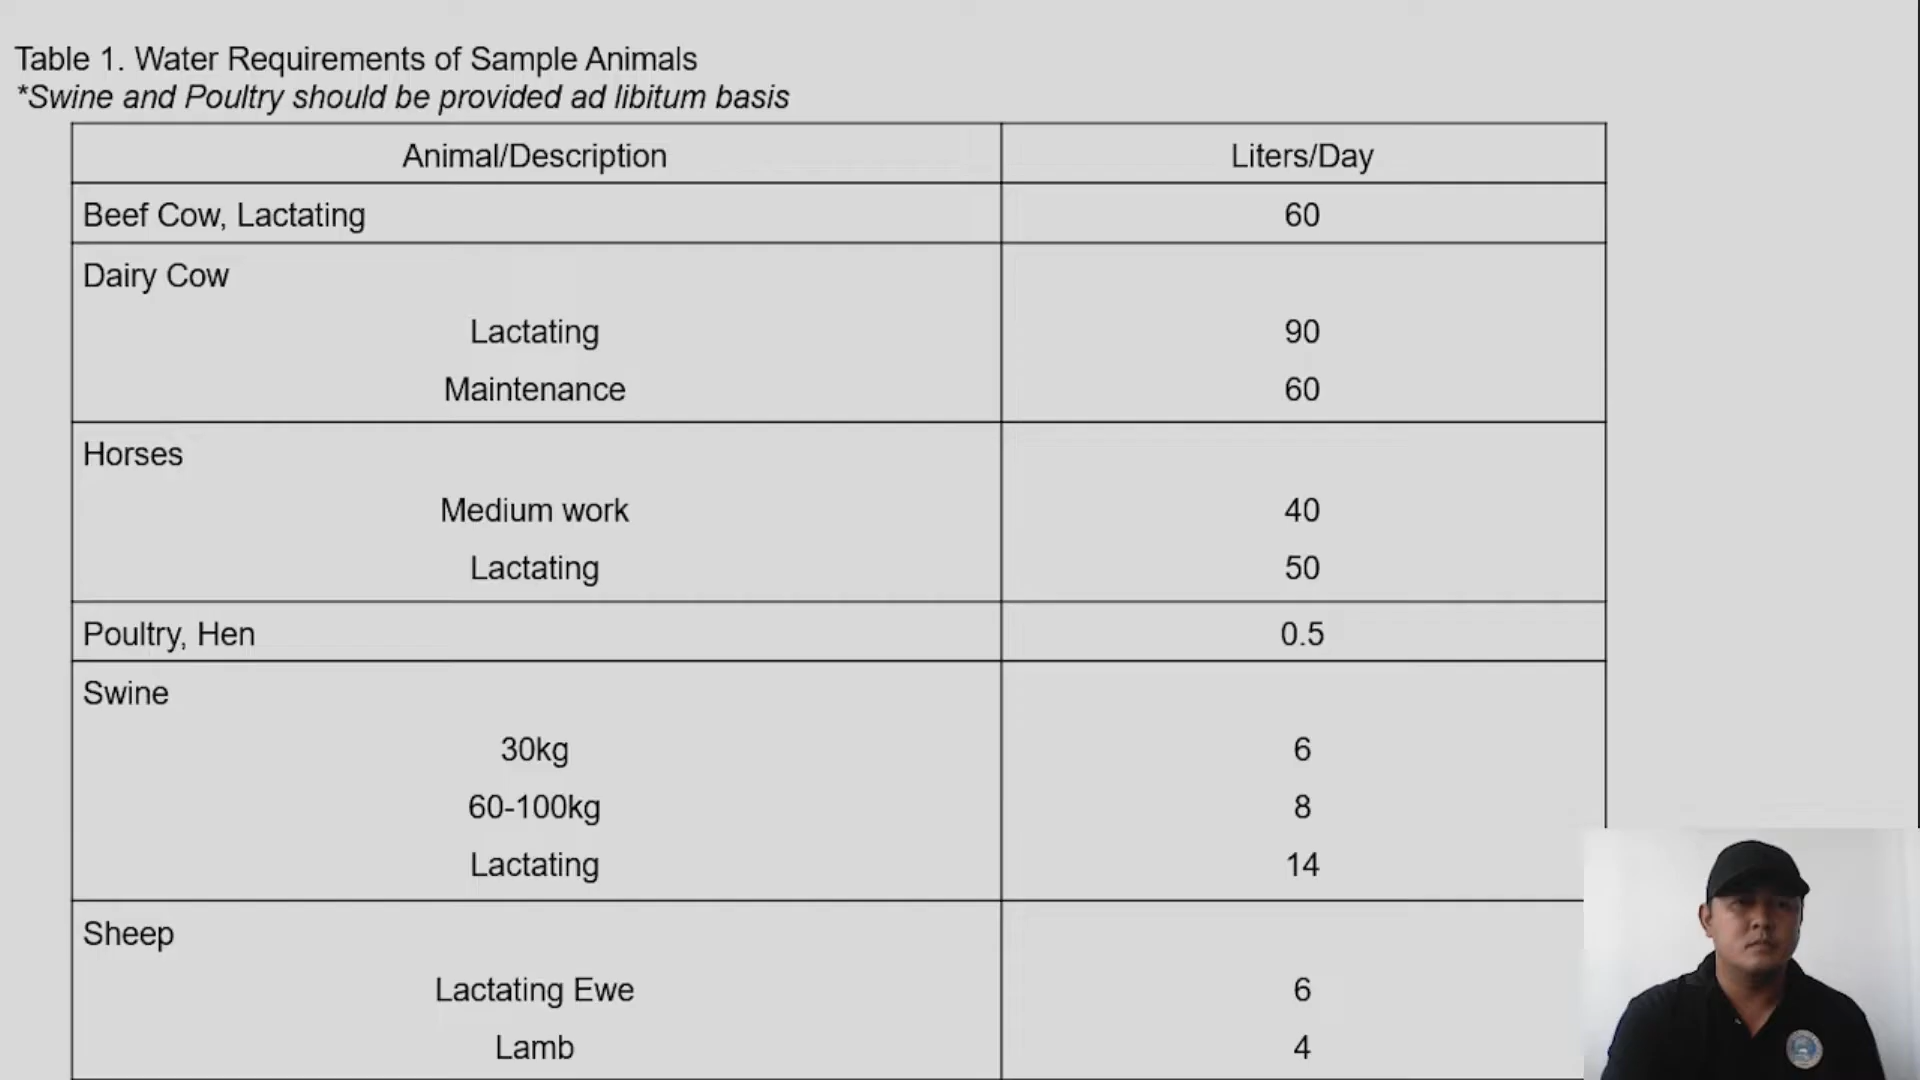 Table 1. Water Requirements of Sample Animals
*Swine and Poultry should be provided ad libitum basis
Animal/Description Liters/Day
Beef Cow, Lactating 60
Dairy Cow
Lactating 90
Maintenance 60
Horses
Medium work 40
Lactating 50
Poultry, Hen 0.5
Swine
30kg 6
60-100kg 8
Lactating 14
Sheep
Lactating Ewe 6
Lamb 4